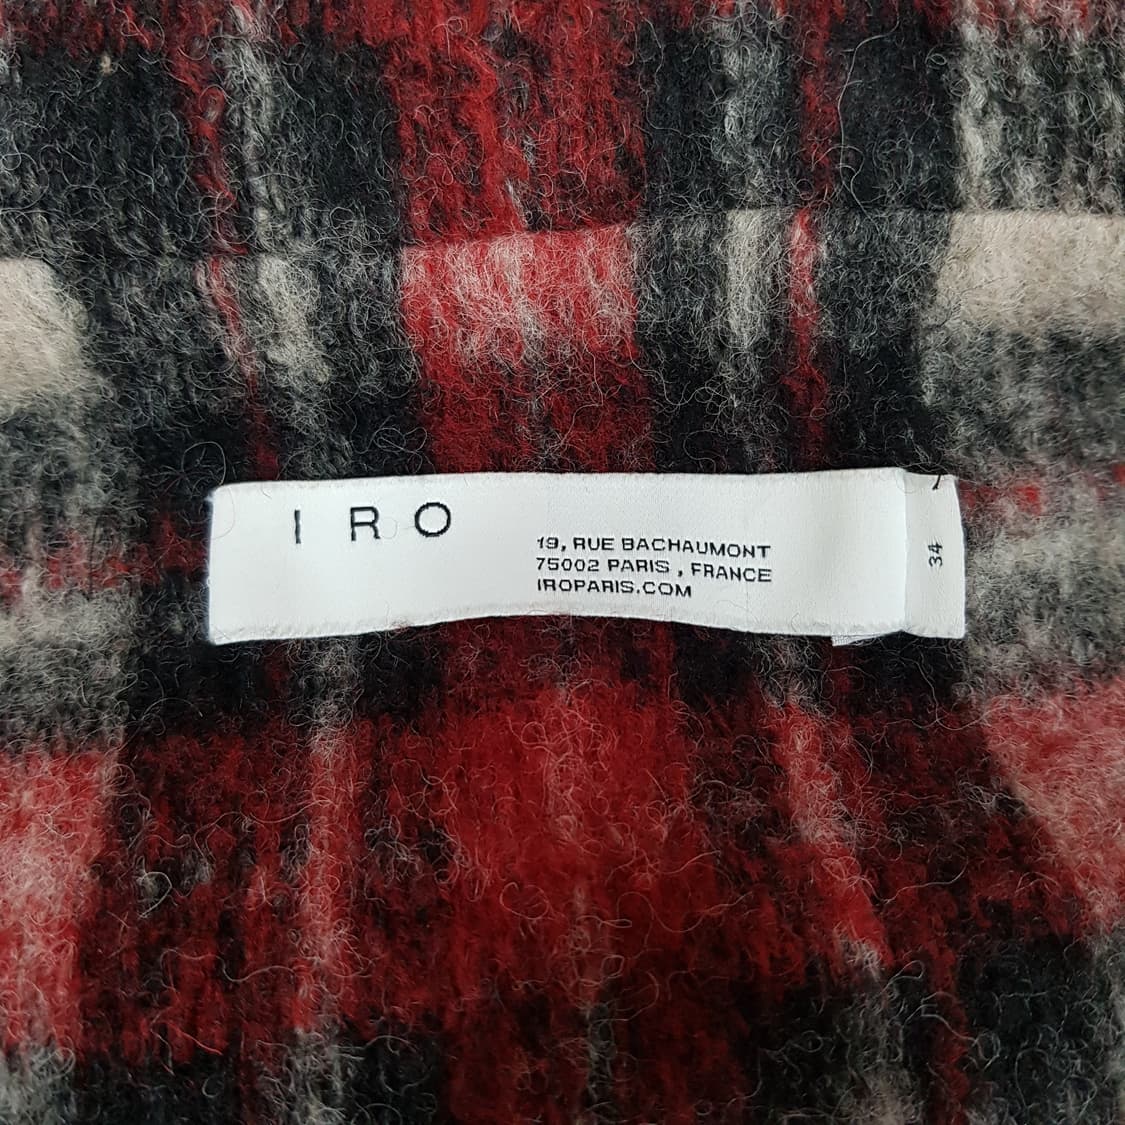 I R O
19, RUE BACHAUMONT
75002 PARIS , FRANCE
IROPARIS.COM
34